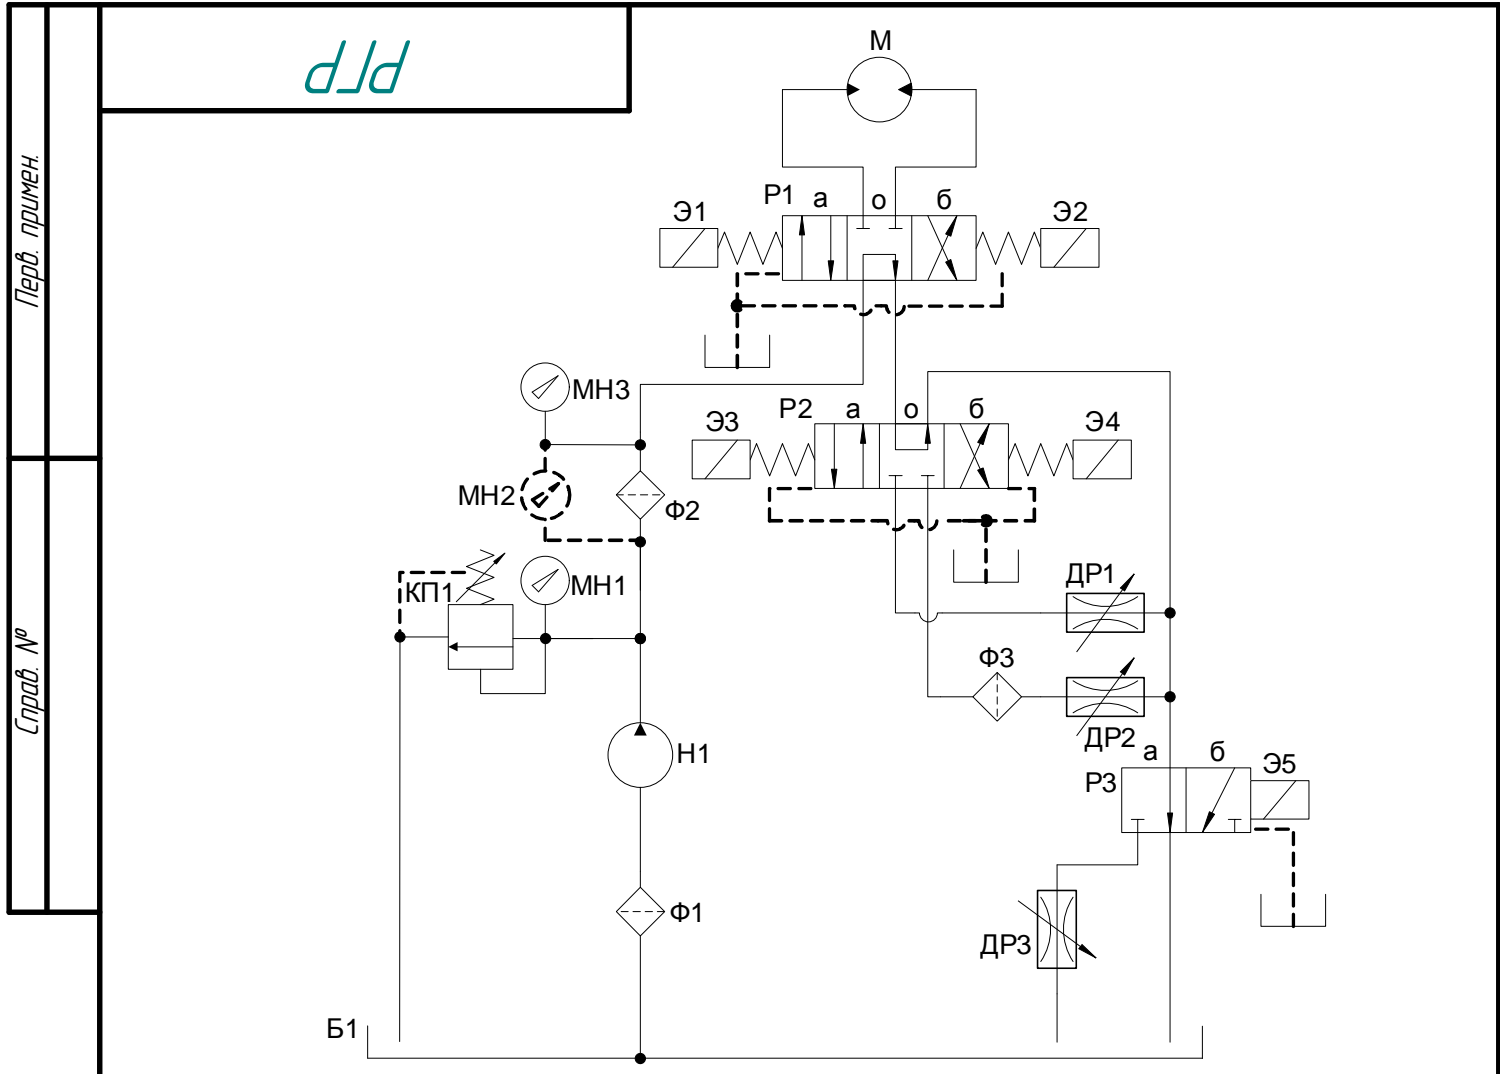 РГР
Перв. примен.
Справ. №
М
Р1
а
о
б
Э1
Э2
МН3
Р2
а
о
б
Э3
Э4
МН2
Ф2
КП1
МН1
ДР1
Ф3
ДР2
Н1
а
б
Р3
Э5
Ф1
ДР3
Б1